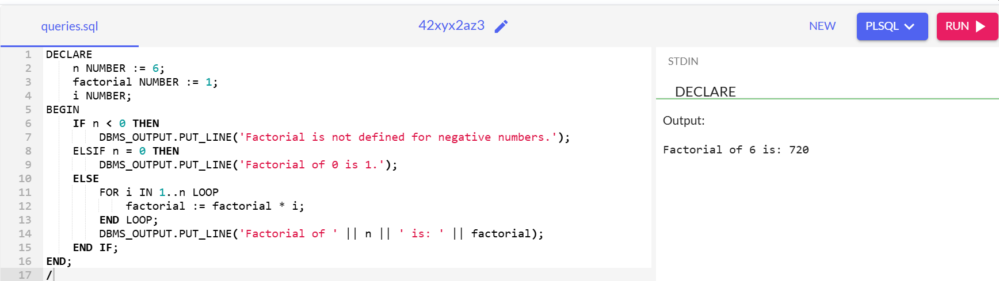 queries.sql 42xyx2az3 NEW PLSQL RUN
1 DECLARE
2 n NUMBER := 6;
3 factorial NUMBER := 1;
4 i NUMBER;
5 BEGIN
6 IF n < 0 THEN
7 DBMS_OUTPUT.PUT_LINE('Factorial is not defined for negative numbers.');
8 ELSIF n = 0 THEN
9 DBMS_OUTPUT.PUT_LINE('Factorial of 0 is 1.');
10 ELSE
11 FOR i IN 1..n LOOP
12 factorial := factorial * i;
13 END LOOP;
14 DBMS_OUTPUT.PUT_LINE('Factorial of ' || n || ' is: ' || factorial);
15 END IF;
16 END;
17 /
STDIN
DECLARE
Output:
Factorial of 6 is: 720